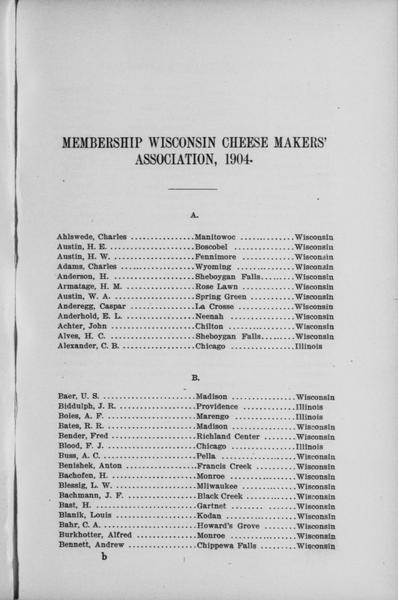 MEMBERSHIP WISCONSIN CHEESE MAKERS'
ASSOCIATION, 1904.
A.
Ahlswede, Charles ................Manitowoc .............Wisconsin
Austin, H. E. ......................Boscobel ...............Wisconsin
Austin, H. W. .....................Fennimore .............Wisconsin
Adams, Charles ...................Wyoming ...............Wisconsin
Anderson, H. ......................Sheboygan Falls.........Wisconsin
Armatage, H. M. .................Rose Lawn .............Wisconsin
Austin, W. A. .....................Spring Green ...........Wisconsin
Anderegg, Caspar .................La Crosse ..............Wisconsin
Anderhold, E. L. ..................Neenah .................Wisconsin
Achter, John ......................Chilton .................Wisconsin
Alves, H. C. .......................Sheboygan Falls.........Wisconsin
Alexander, C. B. ..................Chicago ................Illinois
B.
Baer, U. S. ........................Madison ................Wisconsin
Biddulph, J. R. ....................Providence .............Illinois
Boies, A. F. .......................Marengo ...............Illinois
Bates, R. R. .......................Madison ................Wisconsin
Bender, Fred ......................Richland Center ........Wisconsin
Blood, F. J. ........................Chicago ................Illinois
Buss, A. C. ........................Pella ...................Wisconsin
Benishek, Anton ..................Francis Creek ..........Wisconsin
Bachofen, H. ......................Monroe ................Wisconsin
Blessig, L. W. .....................Milwaukee .............Wisconsin
Bachmann, J. F. ..................Black Creek ............Wisconsin
Bast, H. ...........................Gartnet ................Wisconsin
Blanik, Louis ......................Kodan .................Wisconsin
Bahr, C. A. ........................Howard's Grove .........Wisconsin
Burkhotter, Alfred ................Monroe ................Wisconsin
Bennett, Andrew ..................Chippewa Falls .........Wisconsin
b